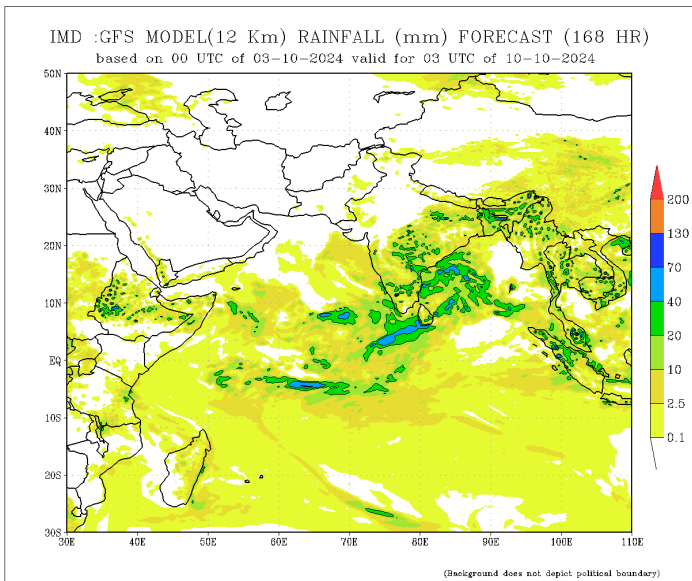 IMD :GFS MODEL(12 Km) RAINFALL (mm) FORECAST (168 HR)
based on 00 UTC of 03-10-2024 valid for 03 UTC of 10-10-2024
50N
40N
30N
20N
10N
EQ
10S
20S
30S
30E 40E 50E 60E 70E 80E 90E 100E 110E
200
130
70
40
20
10
2.5
0.1
(Background does not depict political boundary)